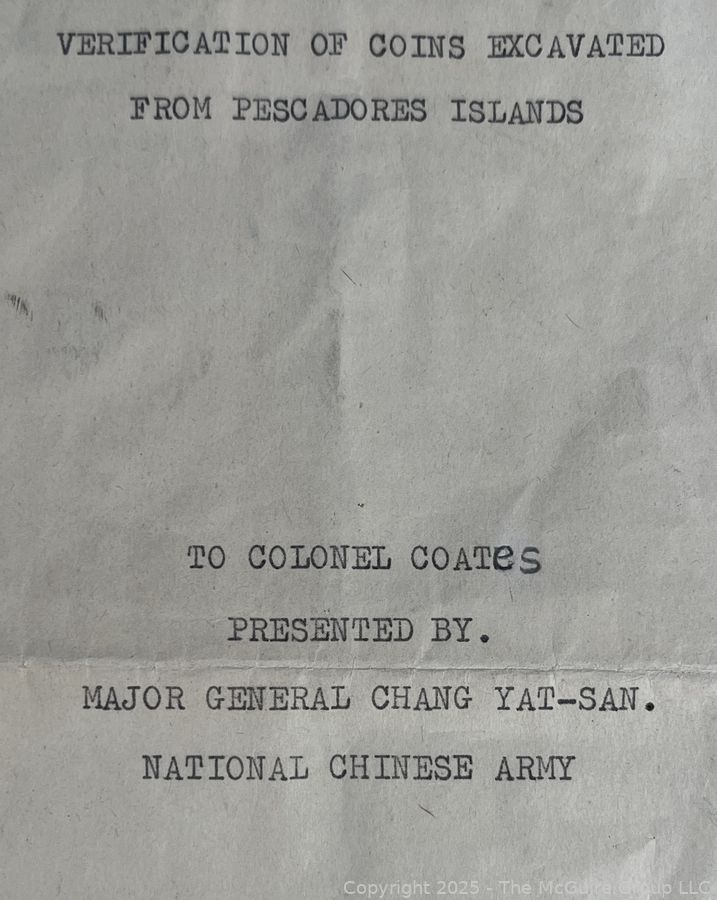 VERIFICATION OF COINS EXCAVATED
FROM PESCADORES ISLANDS
TO COLONEL COATes
PRESENTED BY.
MAJOR GENERAL CHANG YAT-SAN.
NATIONAL CHINESE ARMY
Copyright 2025 - The McGuire Group LLC